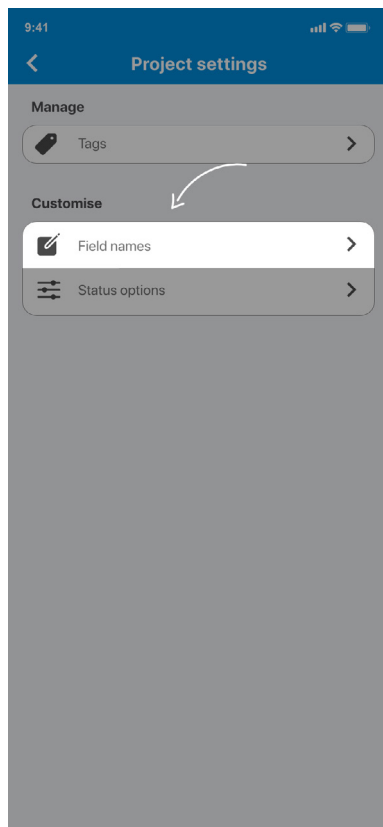 9:41
Project settings
Manage
Tags
Customise
Field names
Status options